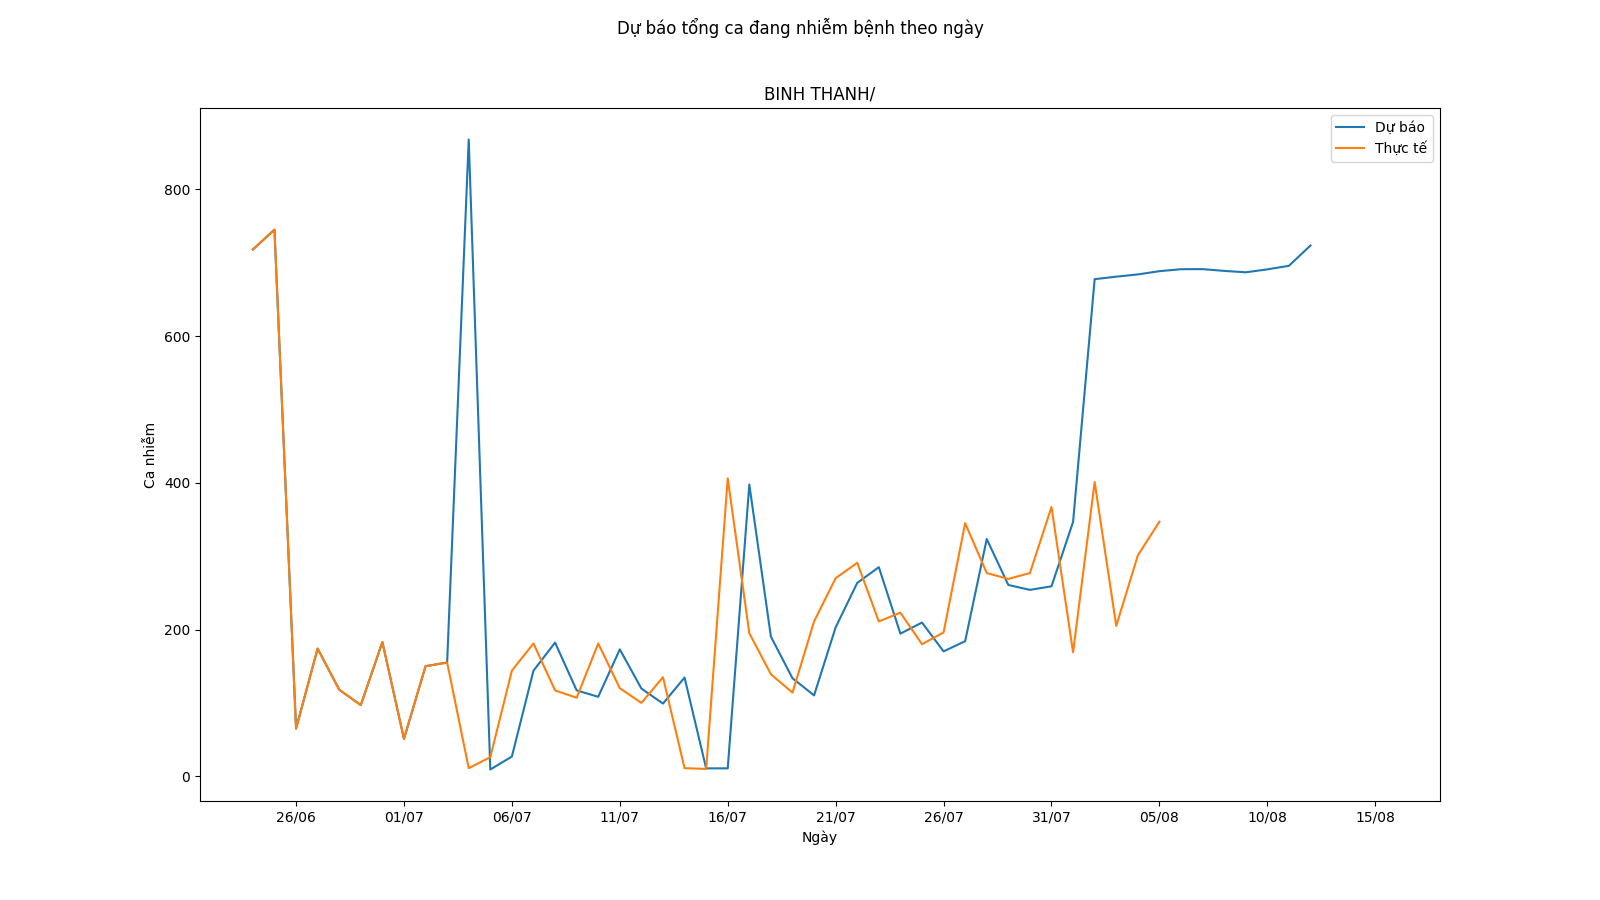 Dự báo tổng ca đang nhiễm bệnh theo ngày
BINH THANH/
Dự báo
Thực tế
800
600
400
200
0
Ca nhiễm
26/06 01/07 06/07 11/07 16/07 21/07 26/07 31/07 05/08 10/08 15/08
Ngày